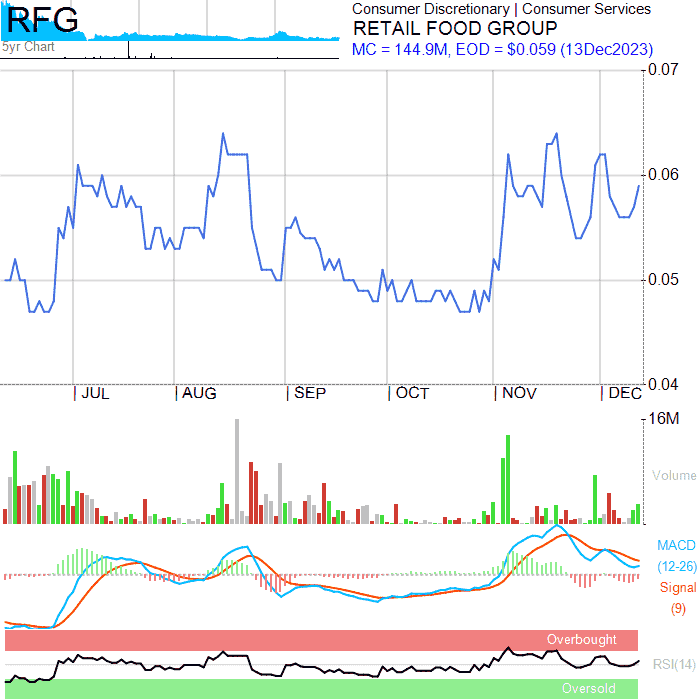 RFG
5yr Chart
Consumer Discretionary | Consumer Services
RETAIL FOOD GROUP
MC = 144.9M, EOD = $0.059 (13Dec2023)
0.07
0.06
0.05
0.04
| JUL | AUG | SEP | OCT | NOV | DEC
16M
Volume
MACD
(12-26)
Signal
(9)
Overbought
RSI(14)
Oversold